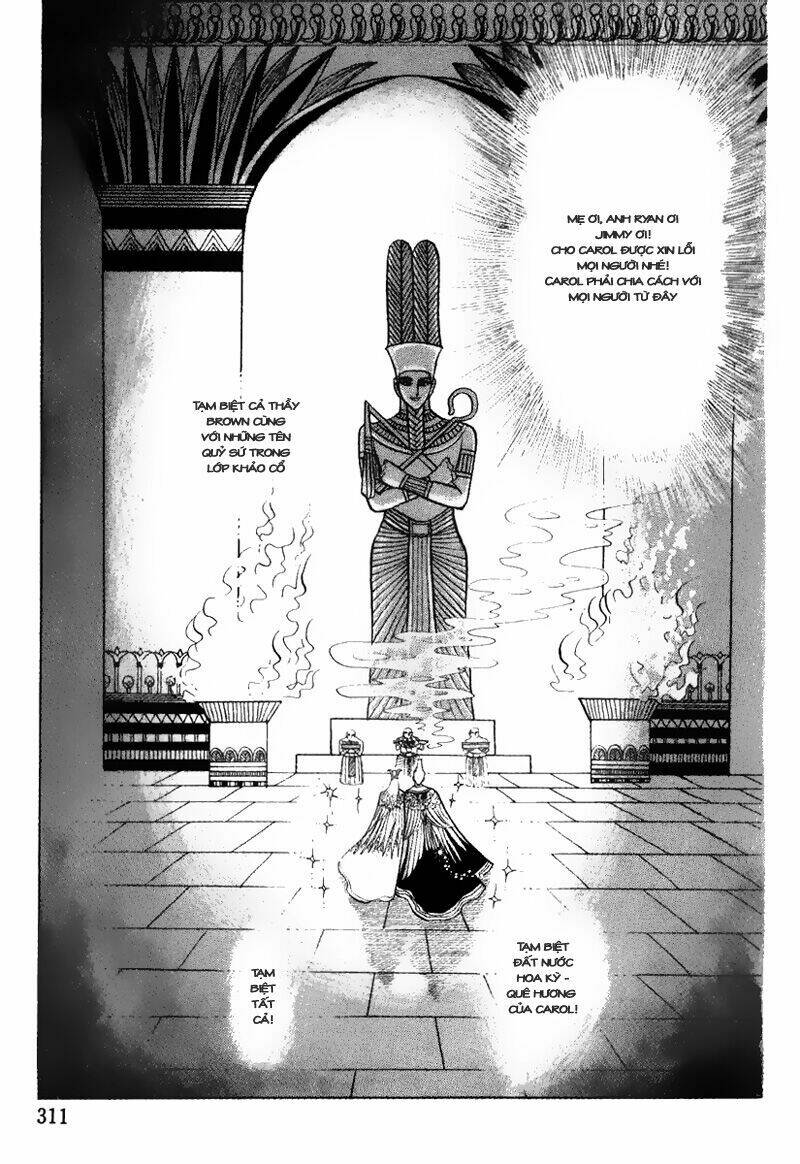 MẸ ƠI, ANH RYAN ƠI
JIMMY ƠI!
CHO CAROL ĐƯỢC XIN LỖI
MỌI NGƯỜI NHÉ!
CAROL PHẢI CHIA CÁCH VỚI
MỌI NGƯỜI TỪ ĐÂY
TẠM BIỆT CẢ THẦY
BROWN CÙNG
VỚI NHỮNG TÊN
QUỶ SỨ TRONG
LỚP KHẢO CỔ
TẠM BIỆT
ĐẤT NƯỚC
HOA KỲ -
QUÊ HƯƠNG
CỦA CAROL!
TẠM
BIỆT
TẤT
CẢ!
311